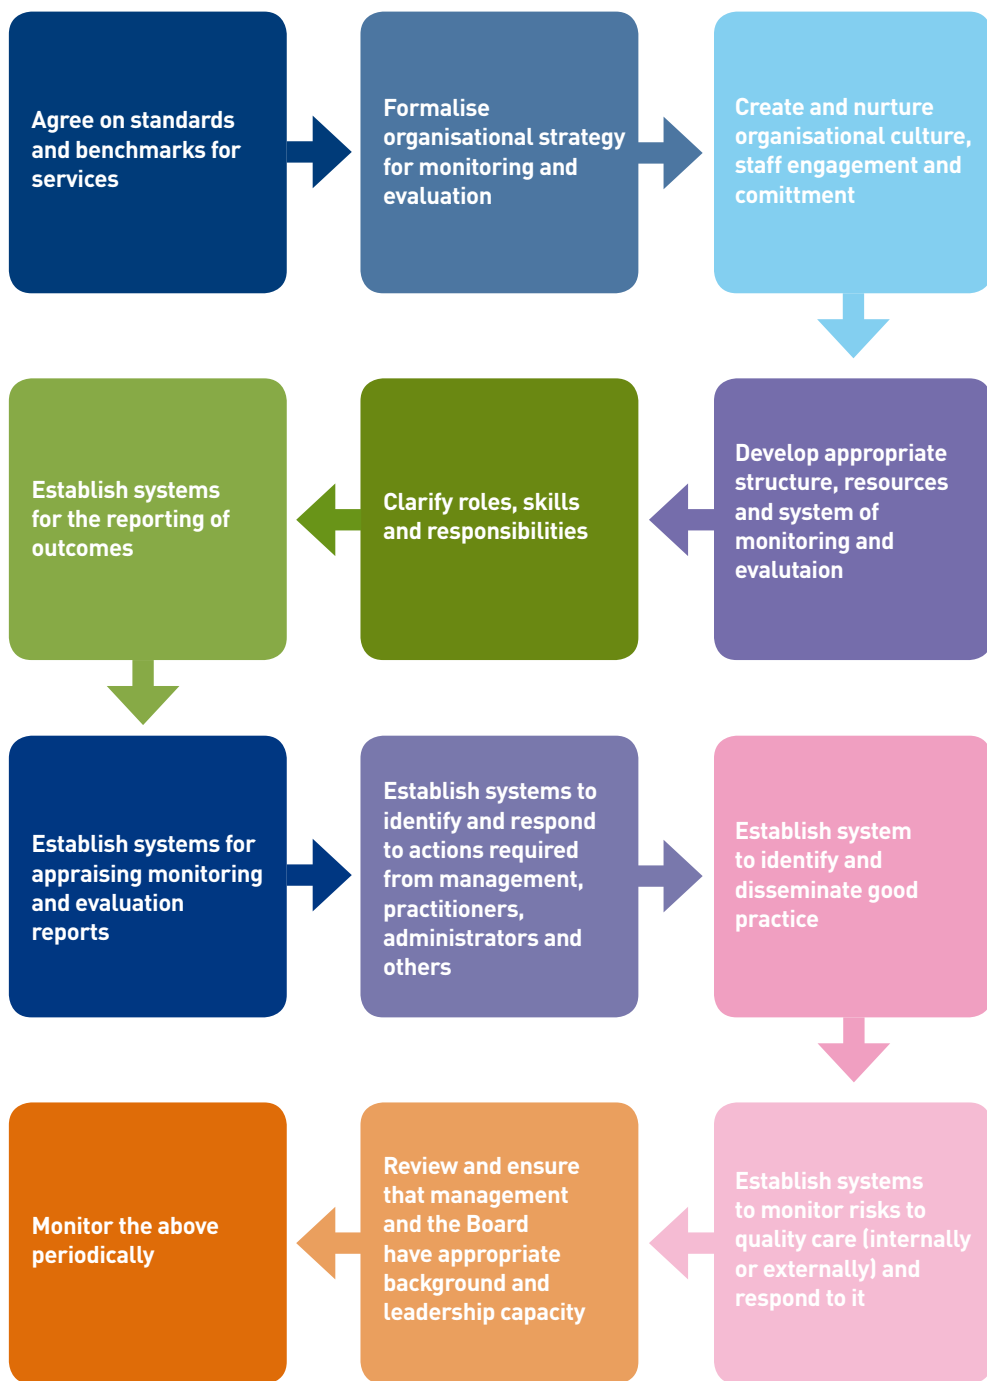 Agree on standards
and benchmarks for
services
Formalise
organisational strategy
for monitoring and
evaluation
Create and nurture
organisational culture,
staff engagement and
comittment
Develop appropriate
structure, resources
and system of
monitoring and
evalutaion
Clarify roles, skills
and responsibilities
Establish systems
for the reporting of
outcomes
Establish systems for
appraising monitoring
and evaluation
reports
Establish systems to
identify and respond
to actions required
from management,
practitioners,
administrators and
others
Establish system
to identify and
disseminate good
practice
Establish systems
to monitor risks to
quality care (internally
or externally) and
respond to it
Review and ensure
that management
and the Board
have appropriate
background and
leadership capacity
Monitor the above
periodically